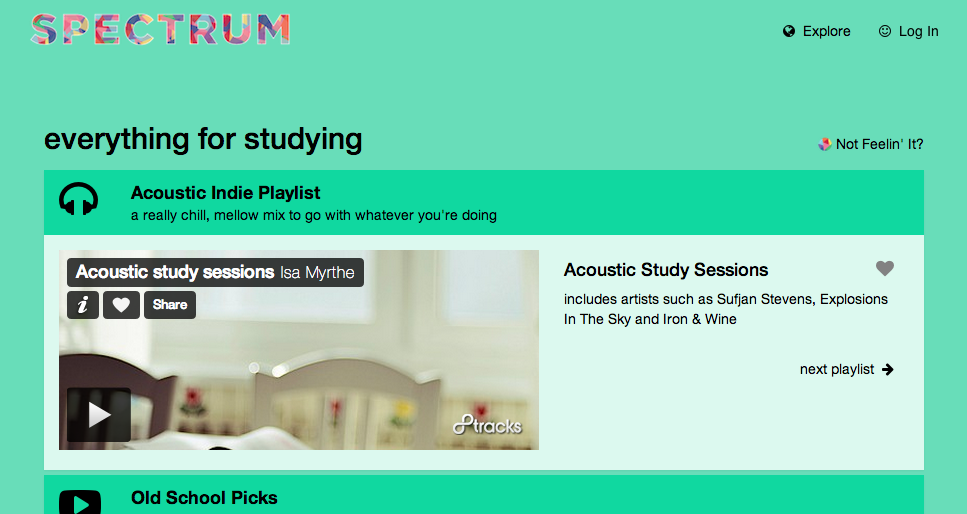 SPECTRUM
Explore
Log In
everything for studying
Not Feelin' It?
Acoustic Indie Playlist
a really chill, mellow mix to go with whatever you're doing
Acoustic study sessions Isa Myrthe
i
Share
8tracks
Acoustic Study Sessions
includes artists such as Sufjan Stevens, Explosions
In The Sky and Iron & Wine
next playlist
Old School Picks